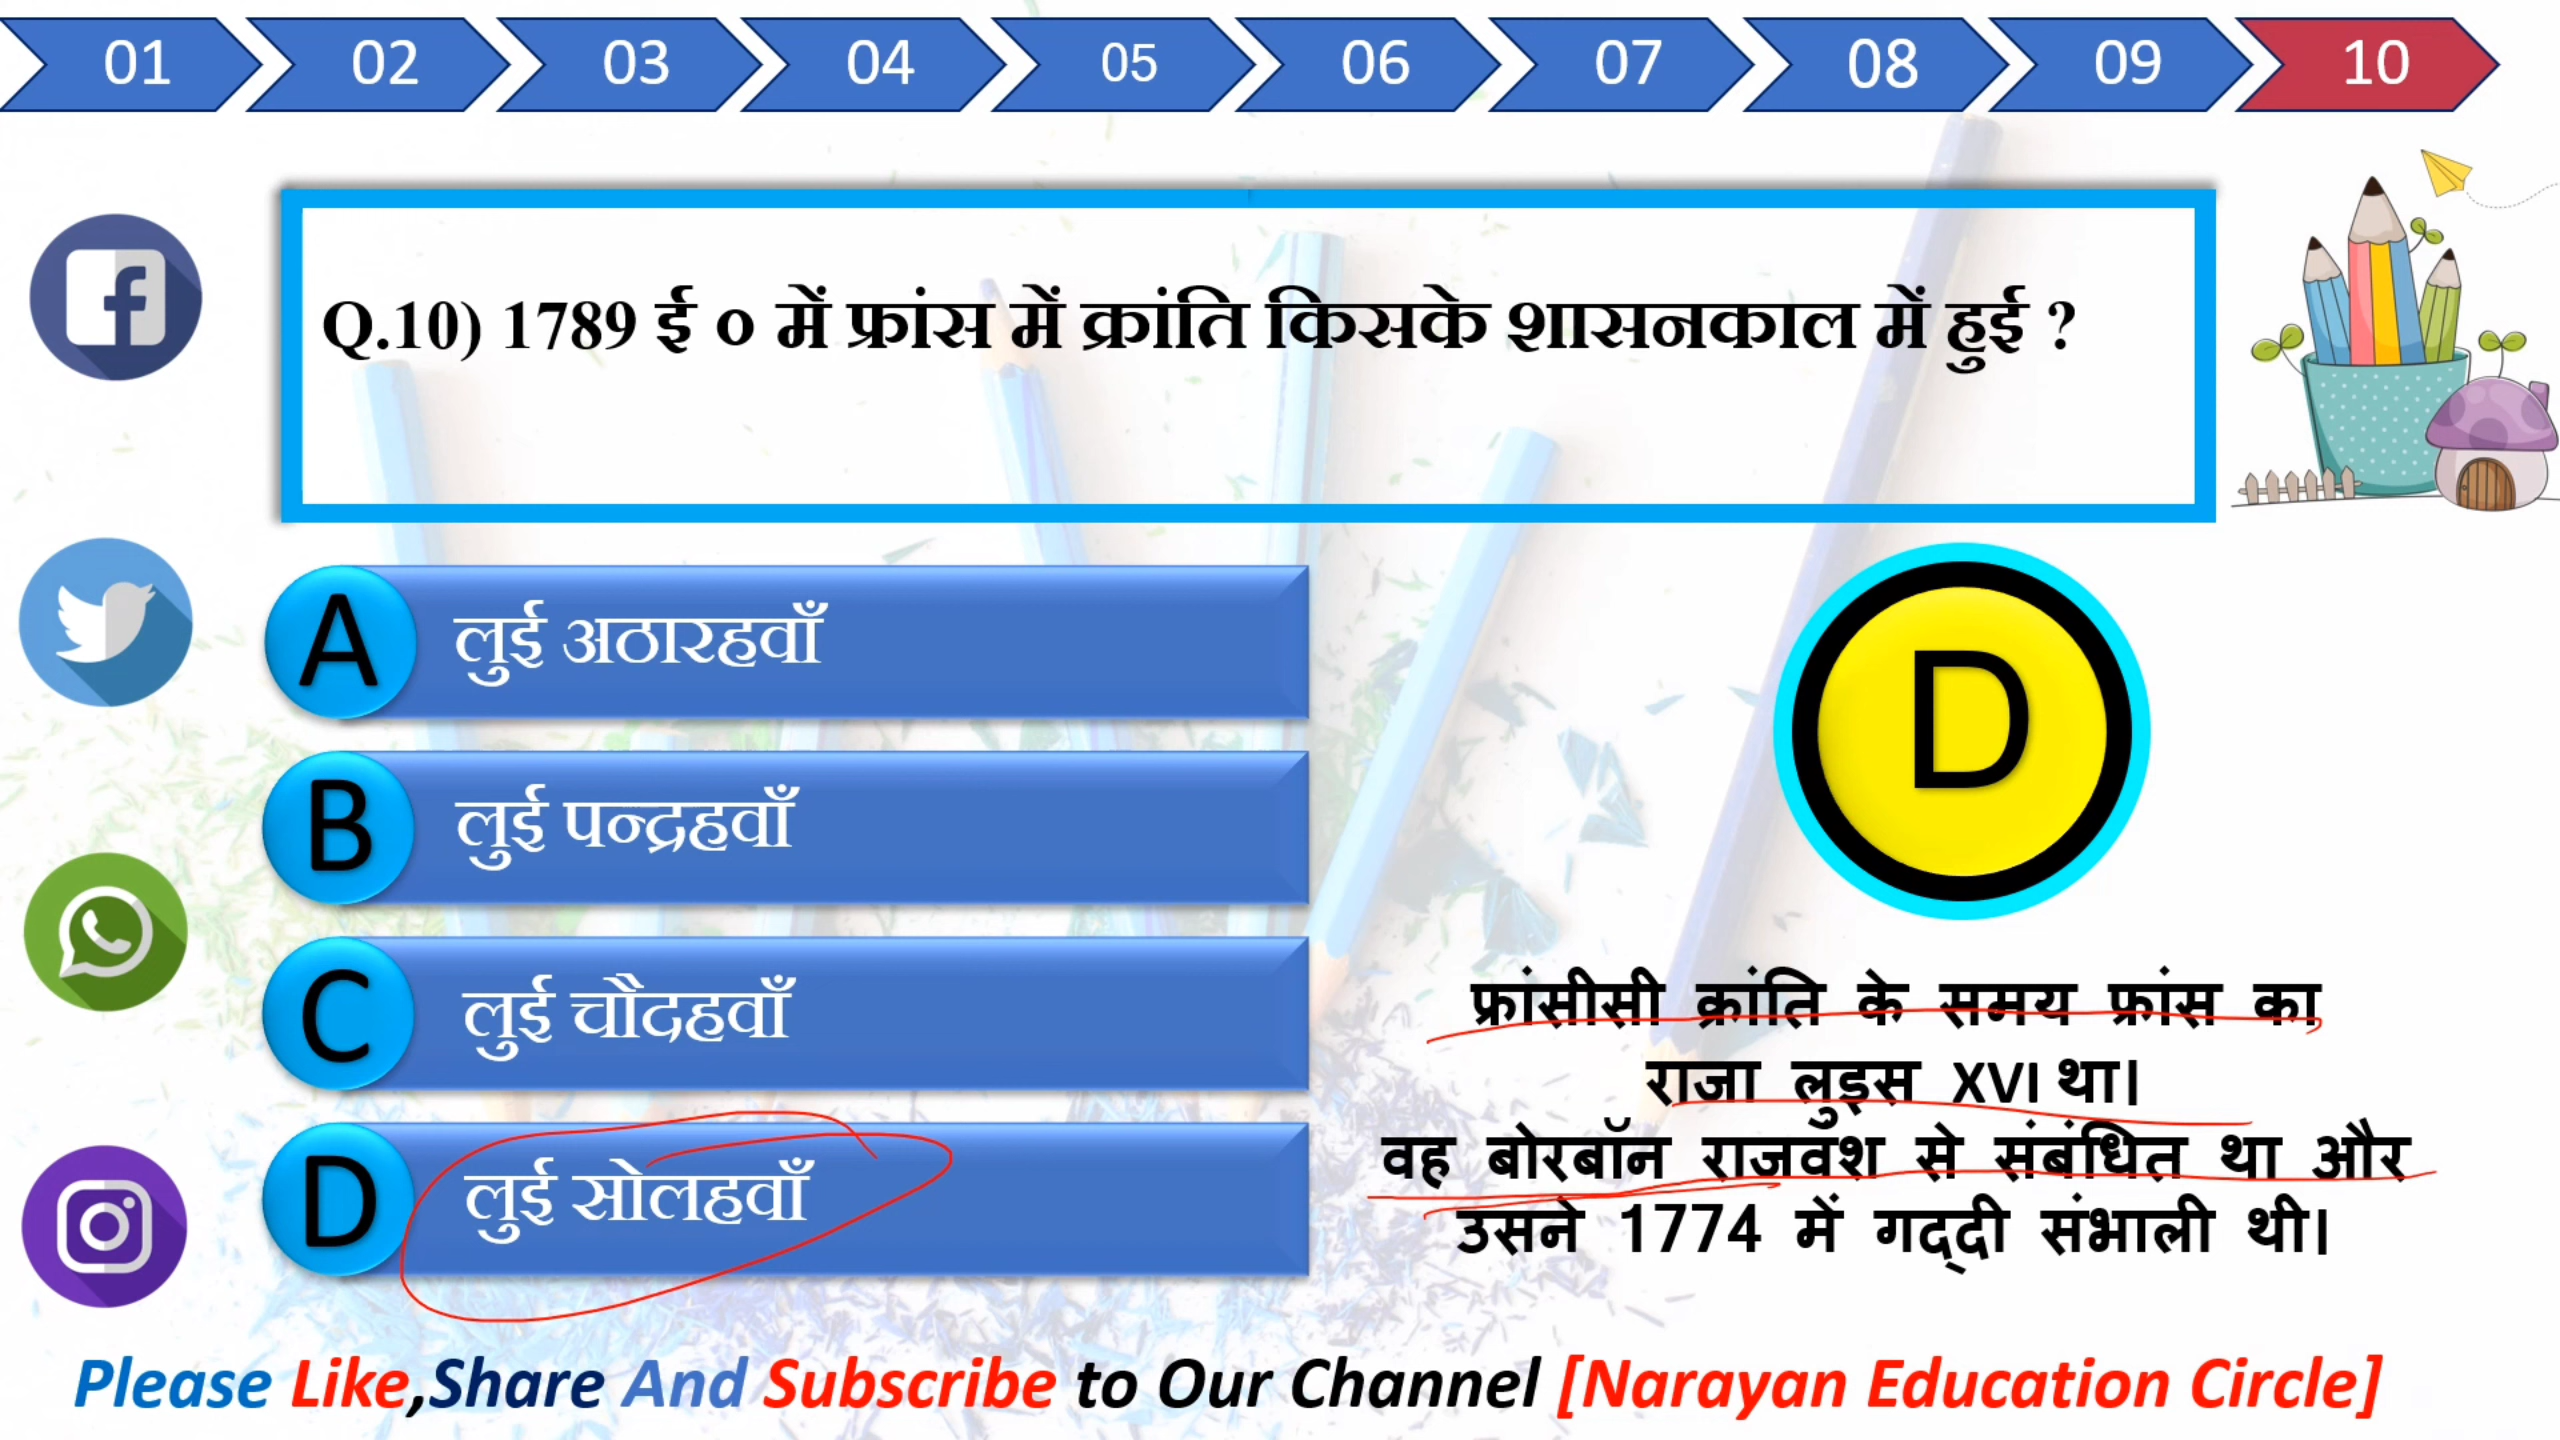 01 02 03 04 05 06 07 08 09 10
Q.10) 1789 ई ० में फ्रांस में क्रांति किसके शासनकाल में हुई ?
A लुई अठारहवाँ
B लुई पन्द्रहवाँ
C लुई चौदहवाँ
D लुई सोलहवाँ
D
फ्रांसीसी क्रांति के समय फ्रांस का
राजा लुइस XVI था।
वह बोरबॉन राजवंश से संबंधित था और
उसने 1774 में गद्दी संभाली थी।
Please Like,Share And Subscribe to Our Channel [Narayan Education Circle]